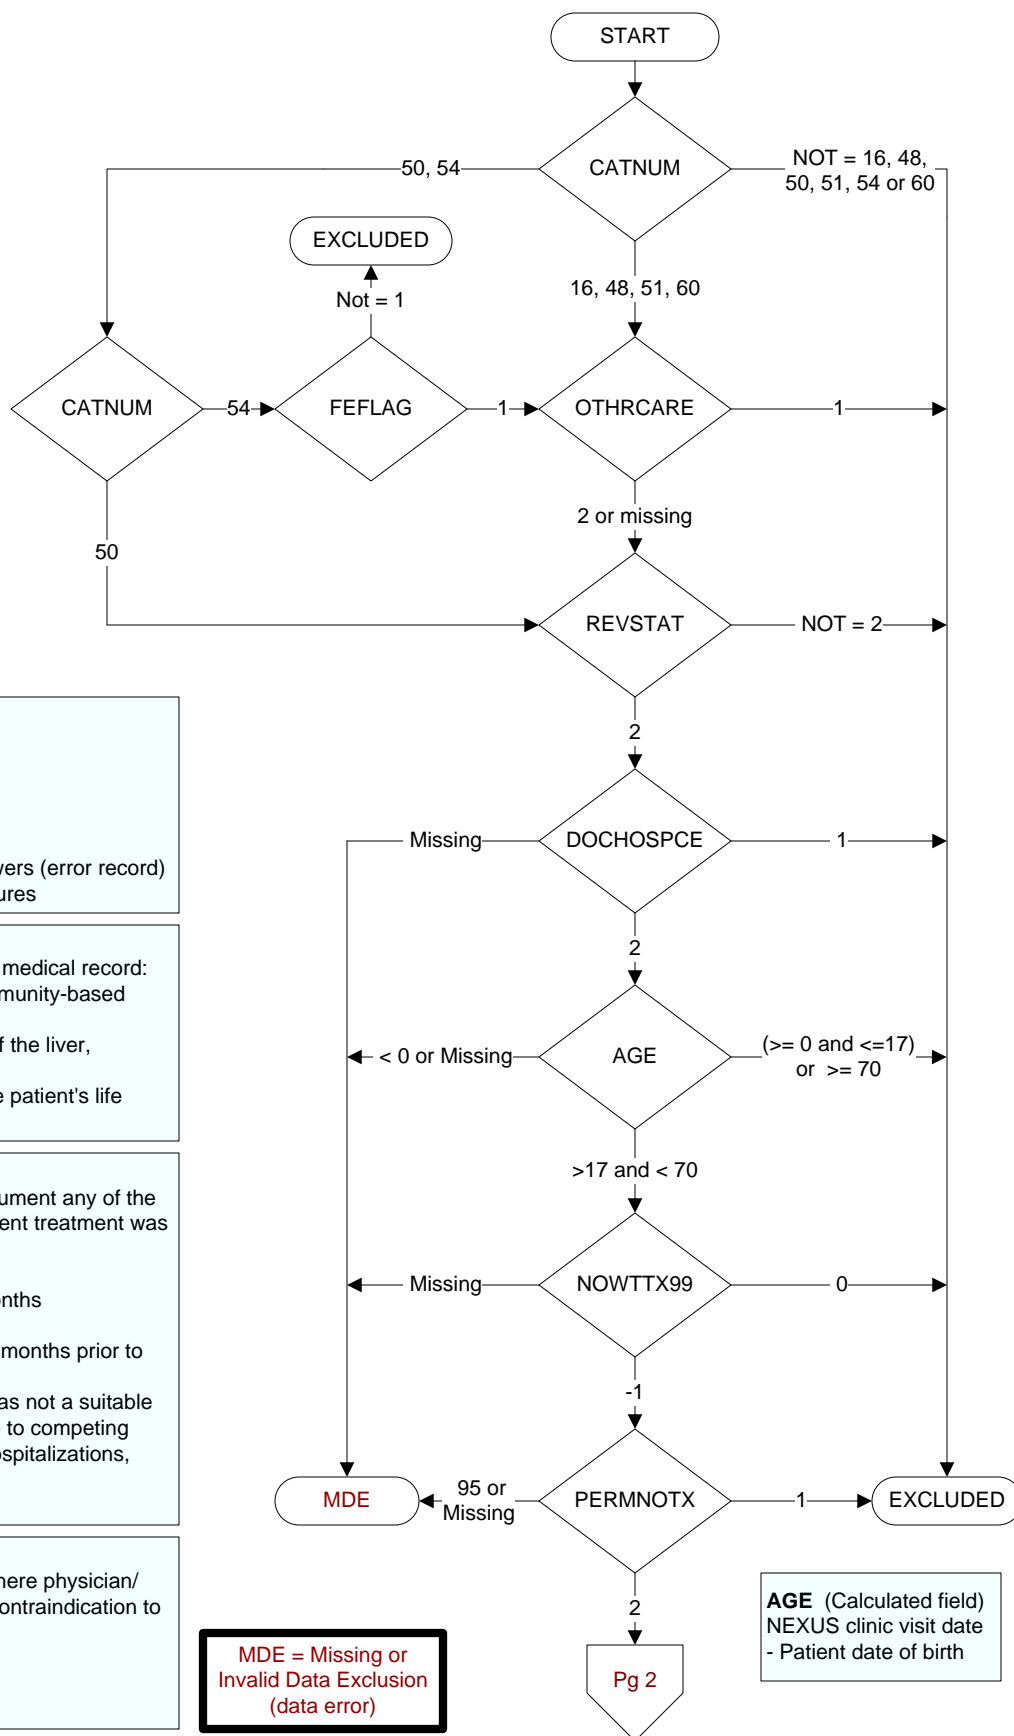 START
CATNUM
50, 54
NOT = 16, 48,
50, 51, 54 or 60
EXCLUDED
Not = 1
16, 48, 51, 60
CATNUM
54
FEFLAG
1
OTHRCARE
1
2 or missing
50
REVSTAT
NOT = 2
2
Missing
DOCHOSPCE
1
2
< 0 or Missing
AGE
(>= 0 and <=17)
or >= 70
>17 and < 70
Missing
NOWTTX99
0
-1
MDE
95 or
Missing
PERMNOTX
1
EXCLUDED
2
Pg 2
wers (error record)
ures
medical record:
munity-based
f the liver,
e patient's life
ument any of the
ent treatment was
onths
months prior to
as not a suitable
e to competing
ospitalizations,
here physician/
ontraindication to
MDE = Missing or
Invalid Data Exclusion
(data error)
AGE (Calculated field)
NEXUS clinic visit date
- Patient date of birth